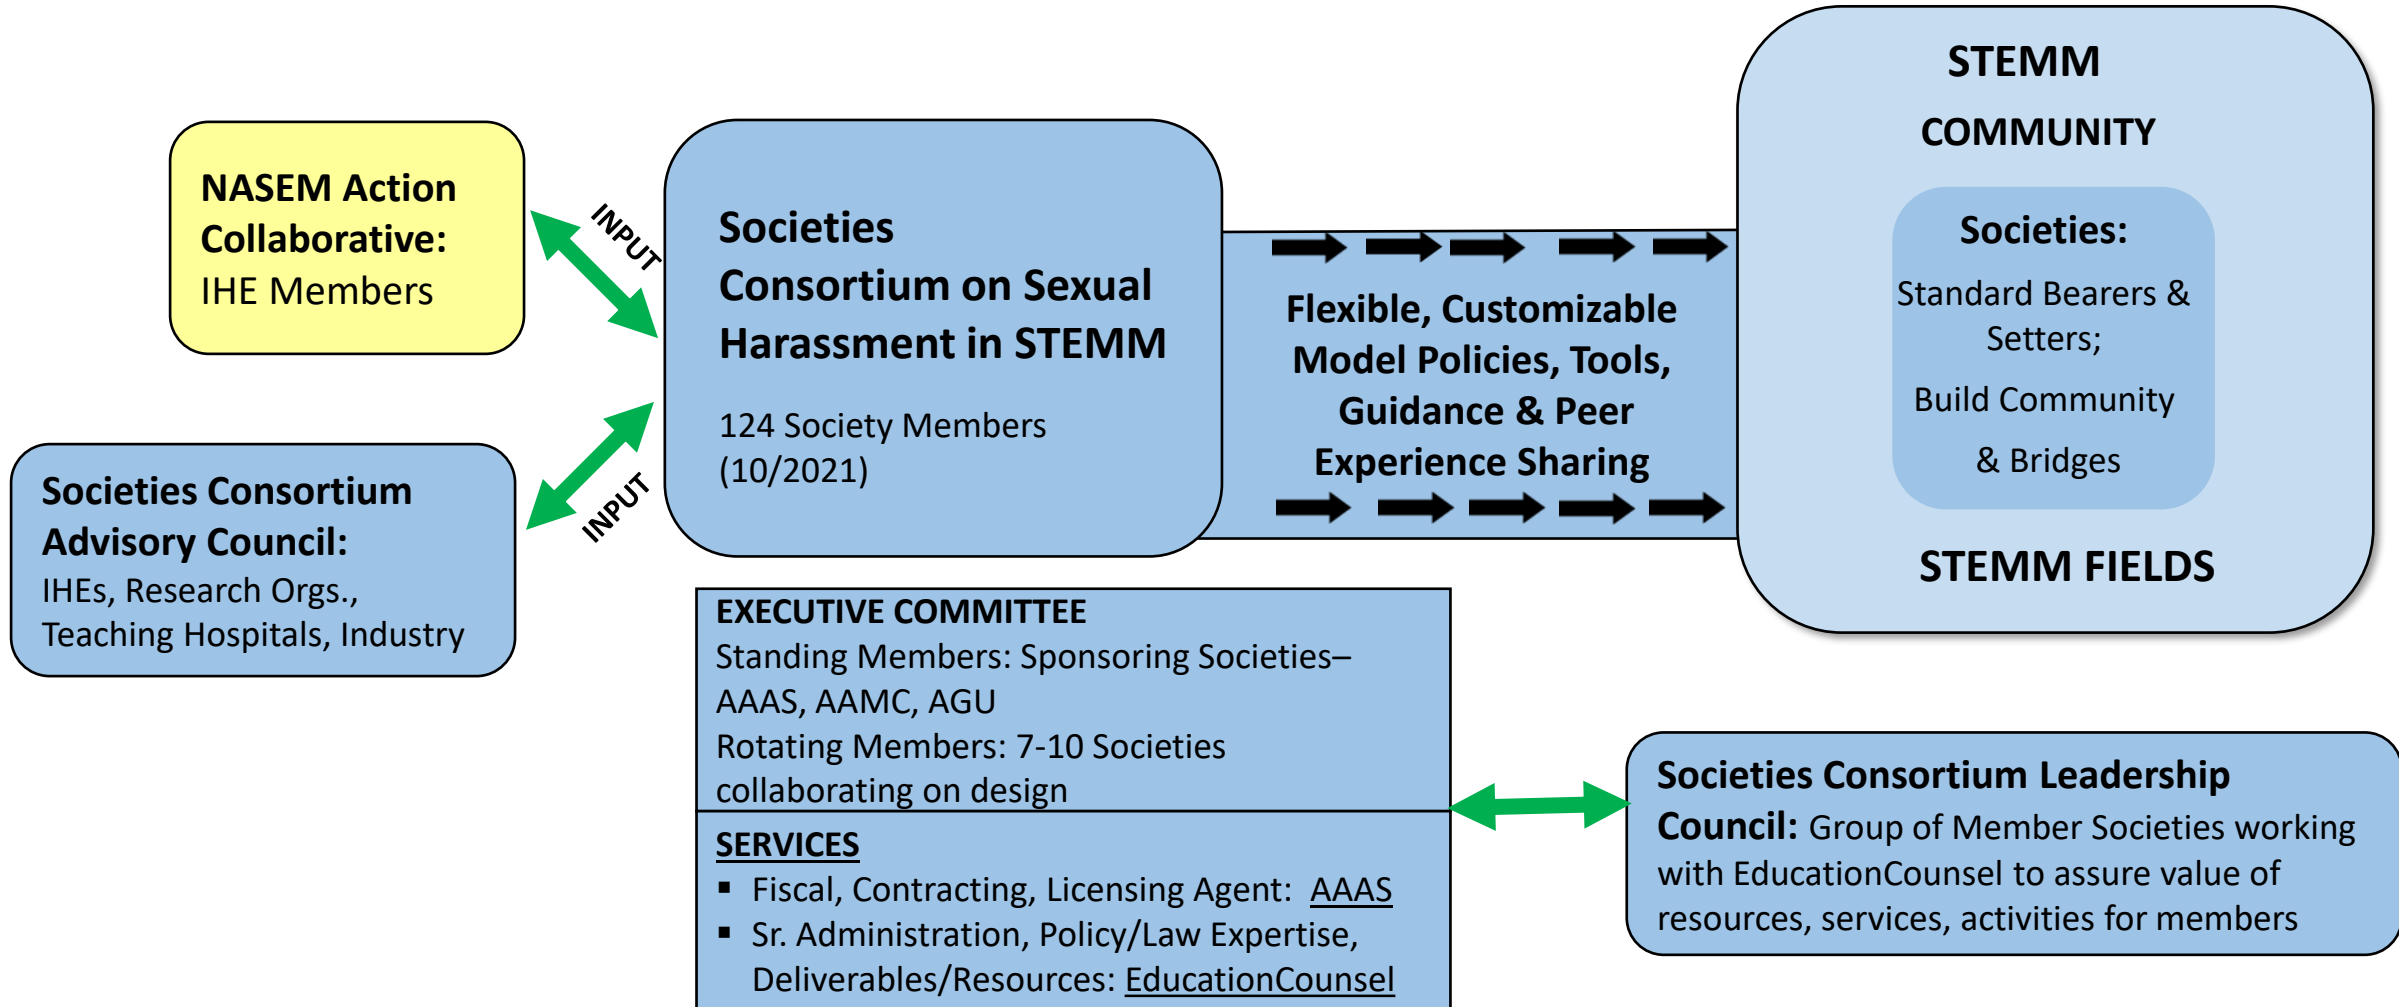 NASEM Action
Collaborative:
IHE Members
INPUT
Societies Consortium
Advisory Council:
IHEs, Research Orgs.,
Teaching Hospitals, Industry
INPUT
Societies
Consortium on Sexual
Harassment in STEMM
124 Society Members
(10/2021)
Flexible, Customizable
Model Policies, Tools,
Guidance & Peer
Experience Sharing
STEMM
COMMUNITY
Societies:
Standard Bearers &
Setters;
Build Community
& Bridges
STEMM FIELDS
EXECUTIVE COMMITTEE
Standing Members: Sponsoring Societies–
AAAS, AAMC, AGU
Rotating Members: 7-10 Societies
collaborating on design
SERVICES
▪ Fiscal, Contracting, Licensing Agent: AAAS
▪ Sr. Administration, Policy/Law Expertise,
Deliverables/Resources: EducationCounsel
Societies Consortium Leadership
Council: Group of Member Societies working
with EducationCounsel to assure value of
resources, services, activities for members